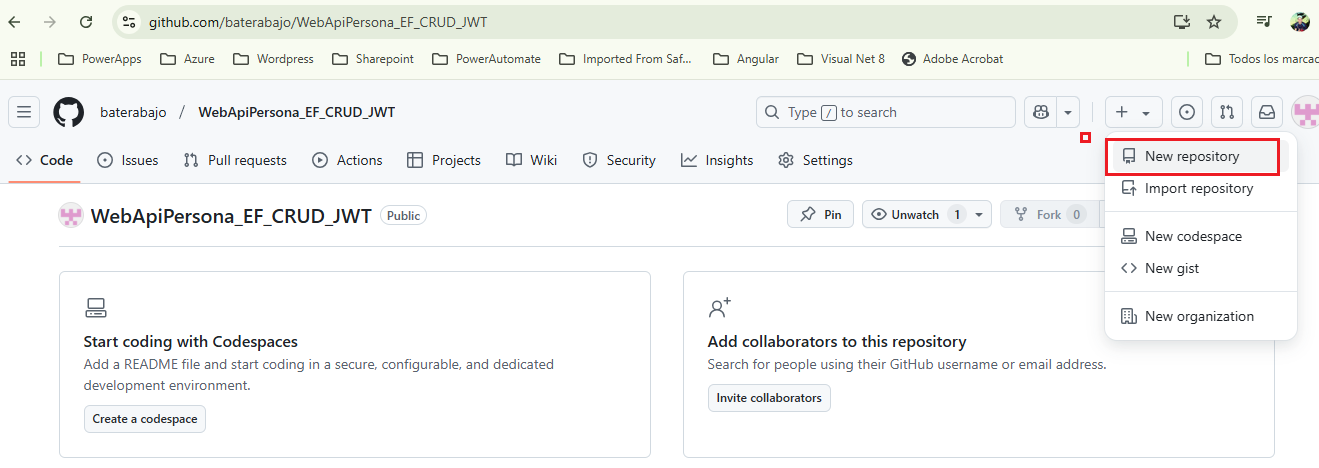 github.com/baterabajo/WebApiPersona_EF_CRUD_JWT
PowerApps Azure Wordpress Sharepoint PowerAutomate Imported From Saf... Angular Visual Net 8 Adobe Acrobat Todos los marcad
baterabajo / WebApiPersona_EF_CRUD_JWT Type / to search
Code Issues Pull requests Actions Projects Wiki Security Insights Settings
New repository
Import repository
New codespace
New gist
New organization
WebApiPersona_EF_CRUD_JWT Public Pin Unwatch 1 Fork 0
Start coding with Codespaces
Add a README file and start coding in a secure, configurable, and dedicated
development environment.
Create a codespace
Add collaborators to this repository
Search for people using their GitHub username or email address.
Invite collaborators